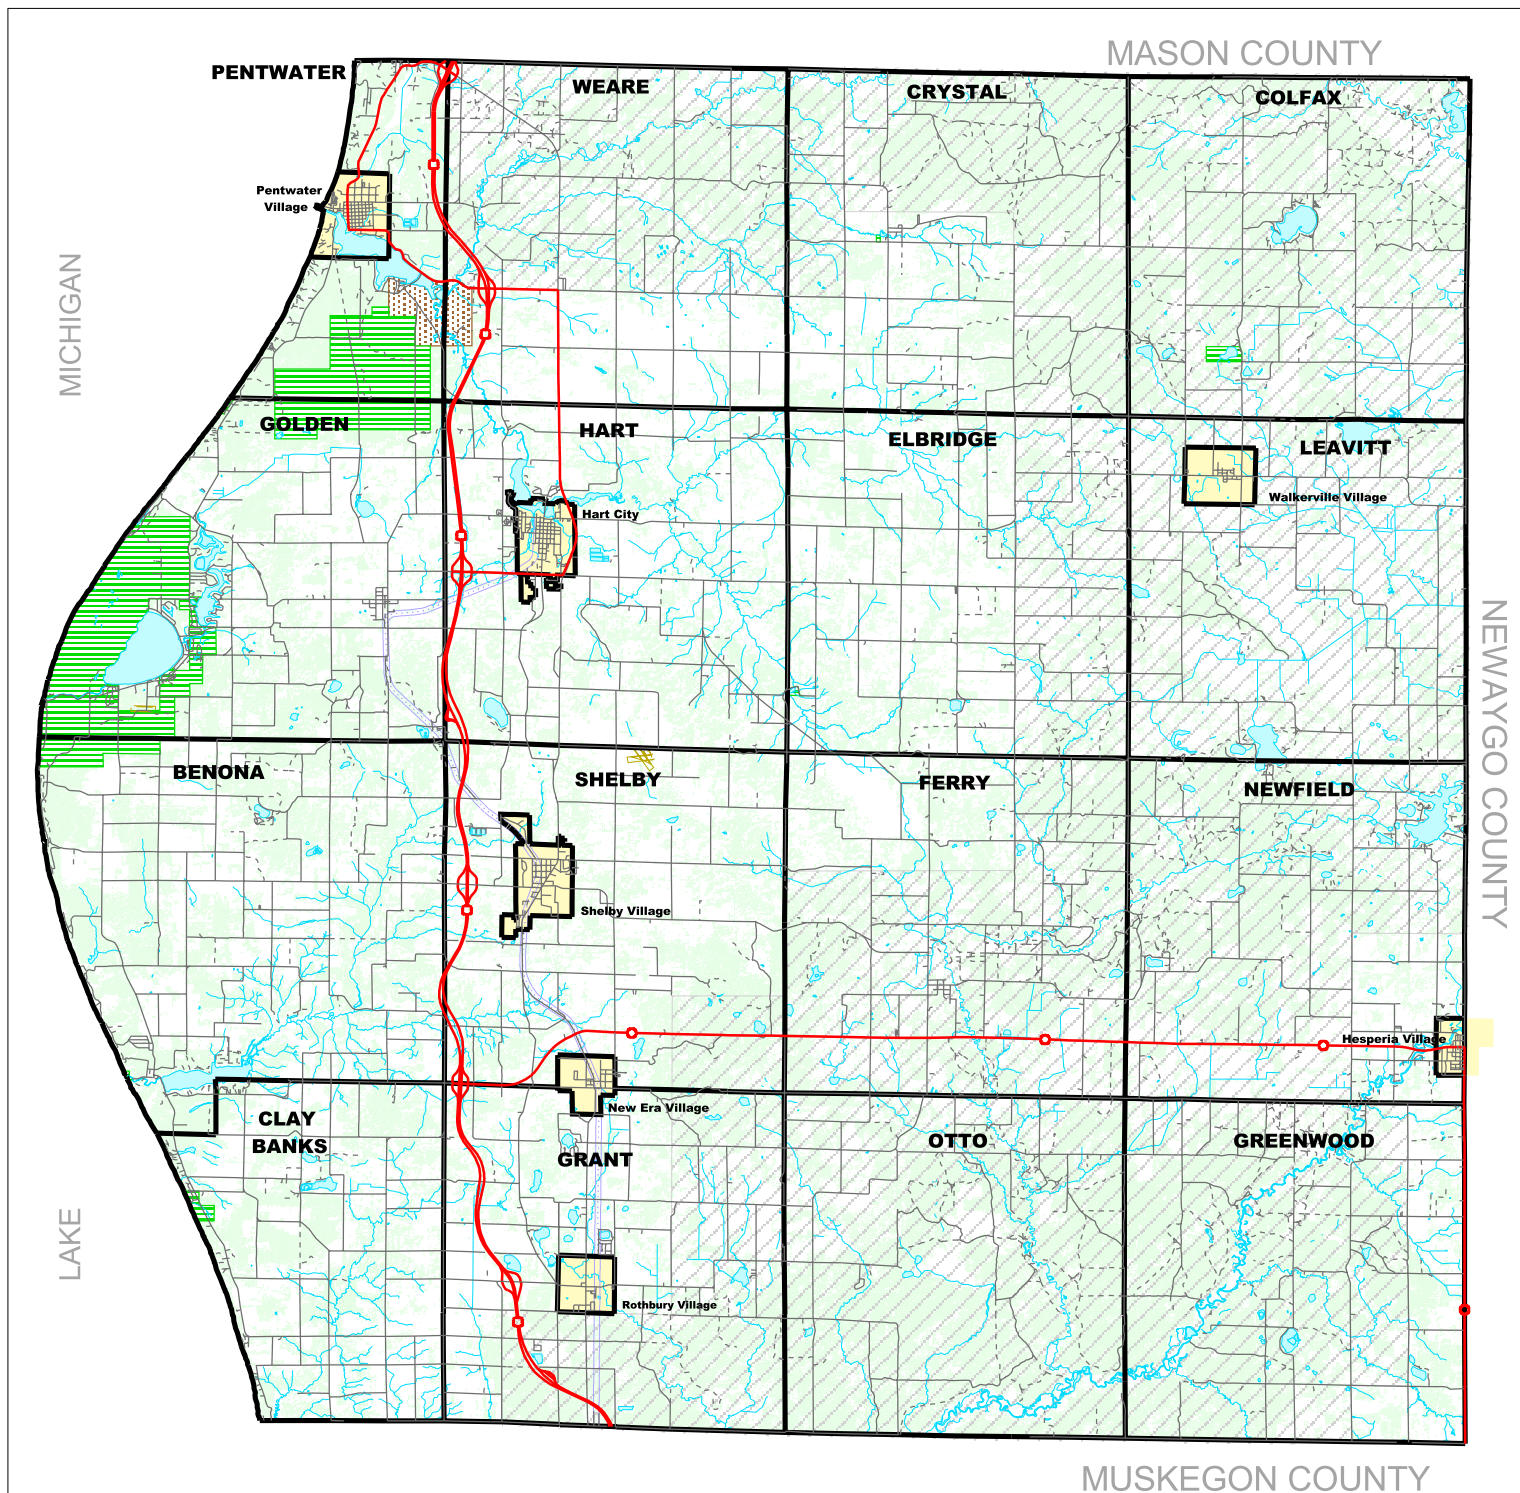 MASON COUNTY
PENTWATER
WEARE
CRYSTAL
COLFAX
Pentwater
Village
MICHIGAN
GOLDEN
HART
ELBRIDGE
LEAVITT
Walkerville Village
Hart City
NEWAYGO COUNTY
BENONA
SHELBY
FERRY
NEWFIELD
Shelby Village
Hesperia Village
New Era Village
CLAY
BANKS
GRANT
OTTO
GREENWOOD
LAKE
Rothbury Village
MUSKEGON COUNTY